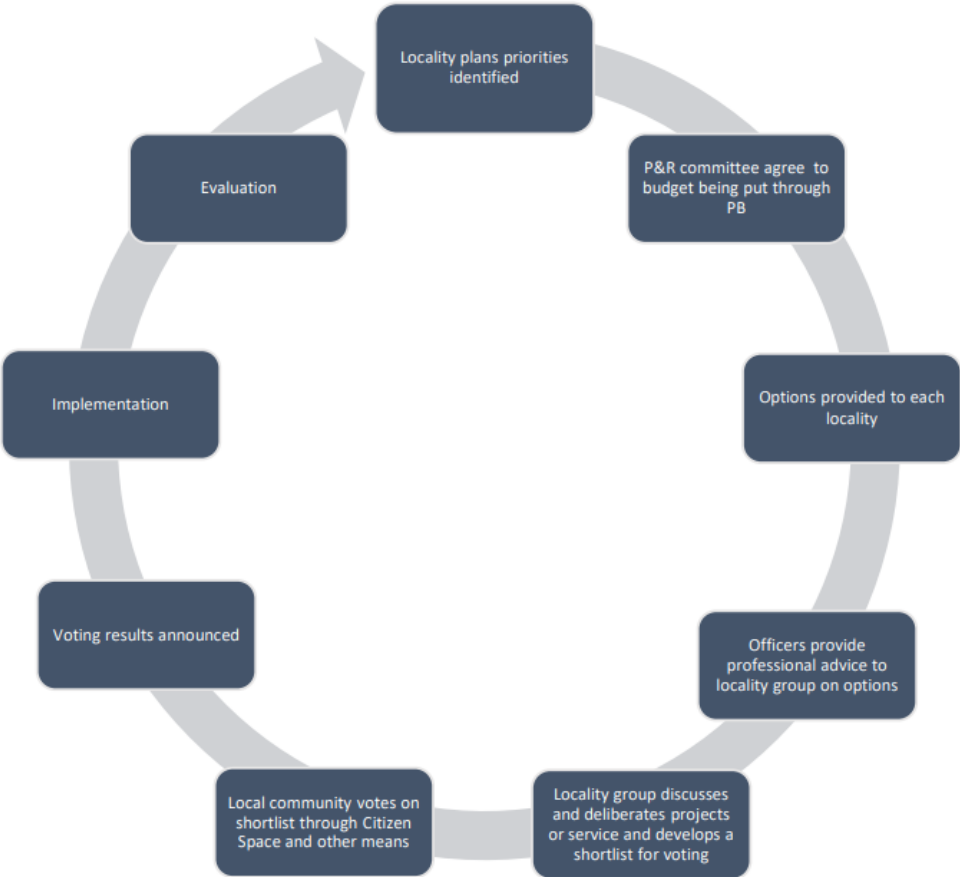 Locality plans priorities
identified
P&R committee agree to
budget being put through
PB
Options provided to each
locality
Officers provide
professional advice to
locality group on options
Locality group discusses
and deliberates projects
or service and develops a
shortlist for voting
Local community votes on
shortlist through Citizen
Space and other means
Voting results announced
Implementation
Evaluation